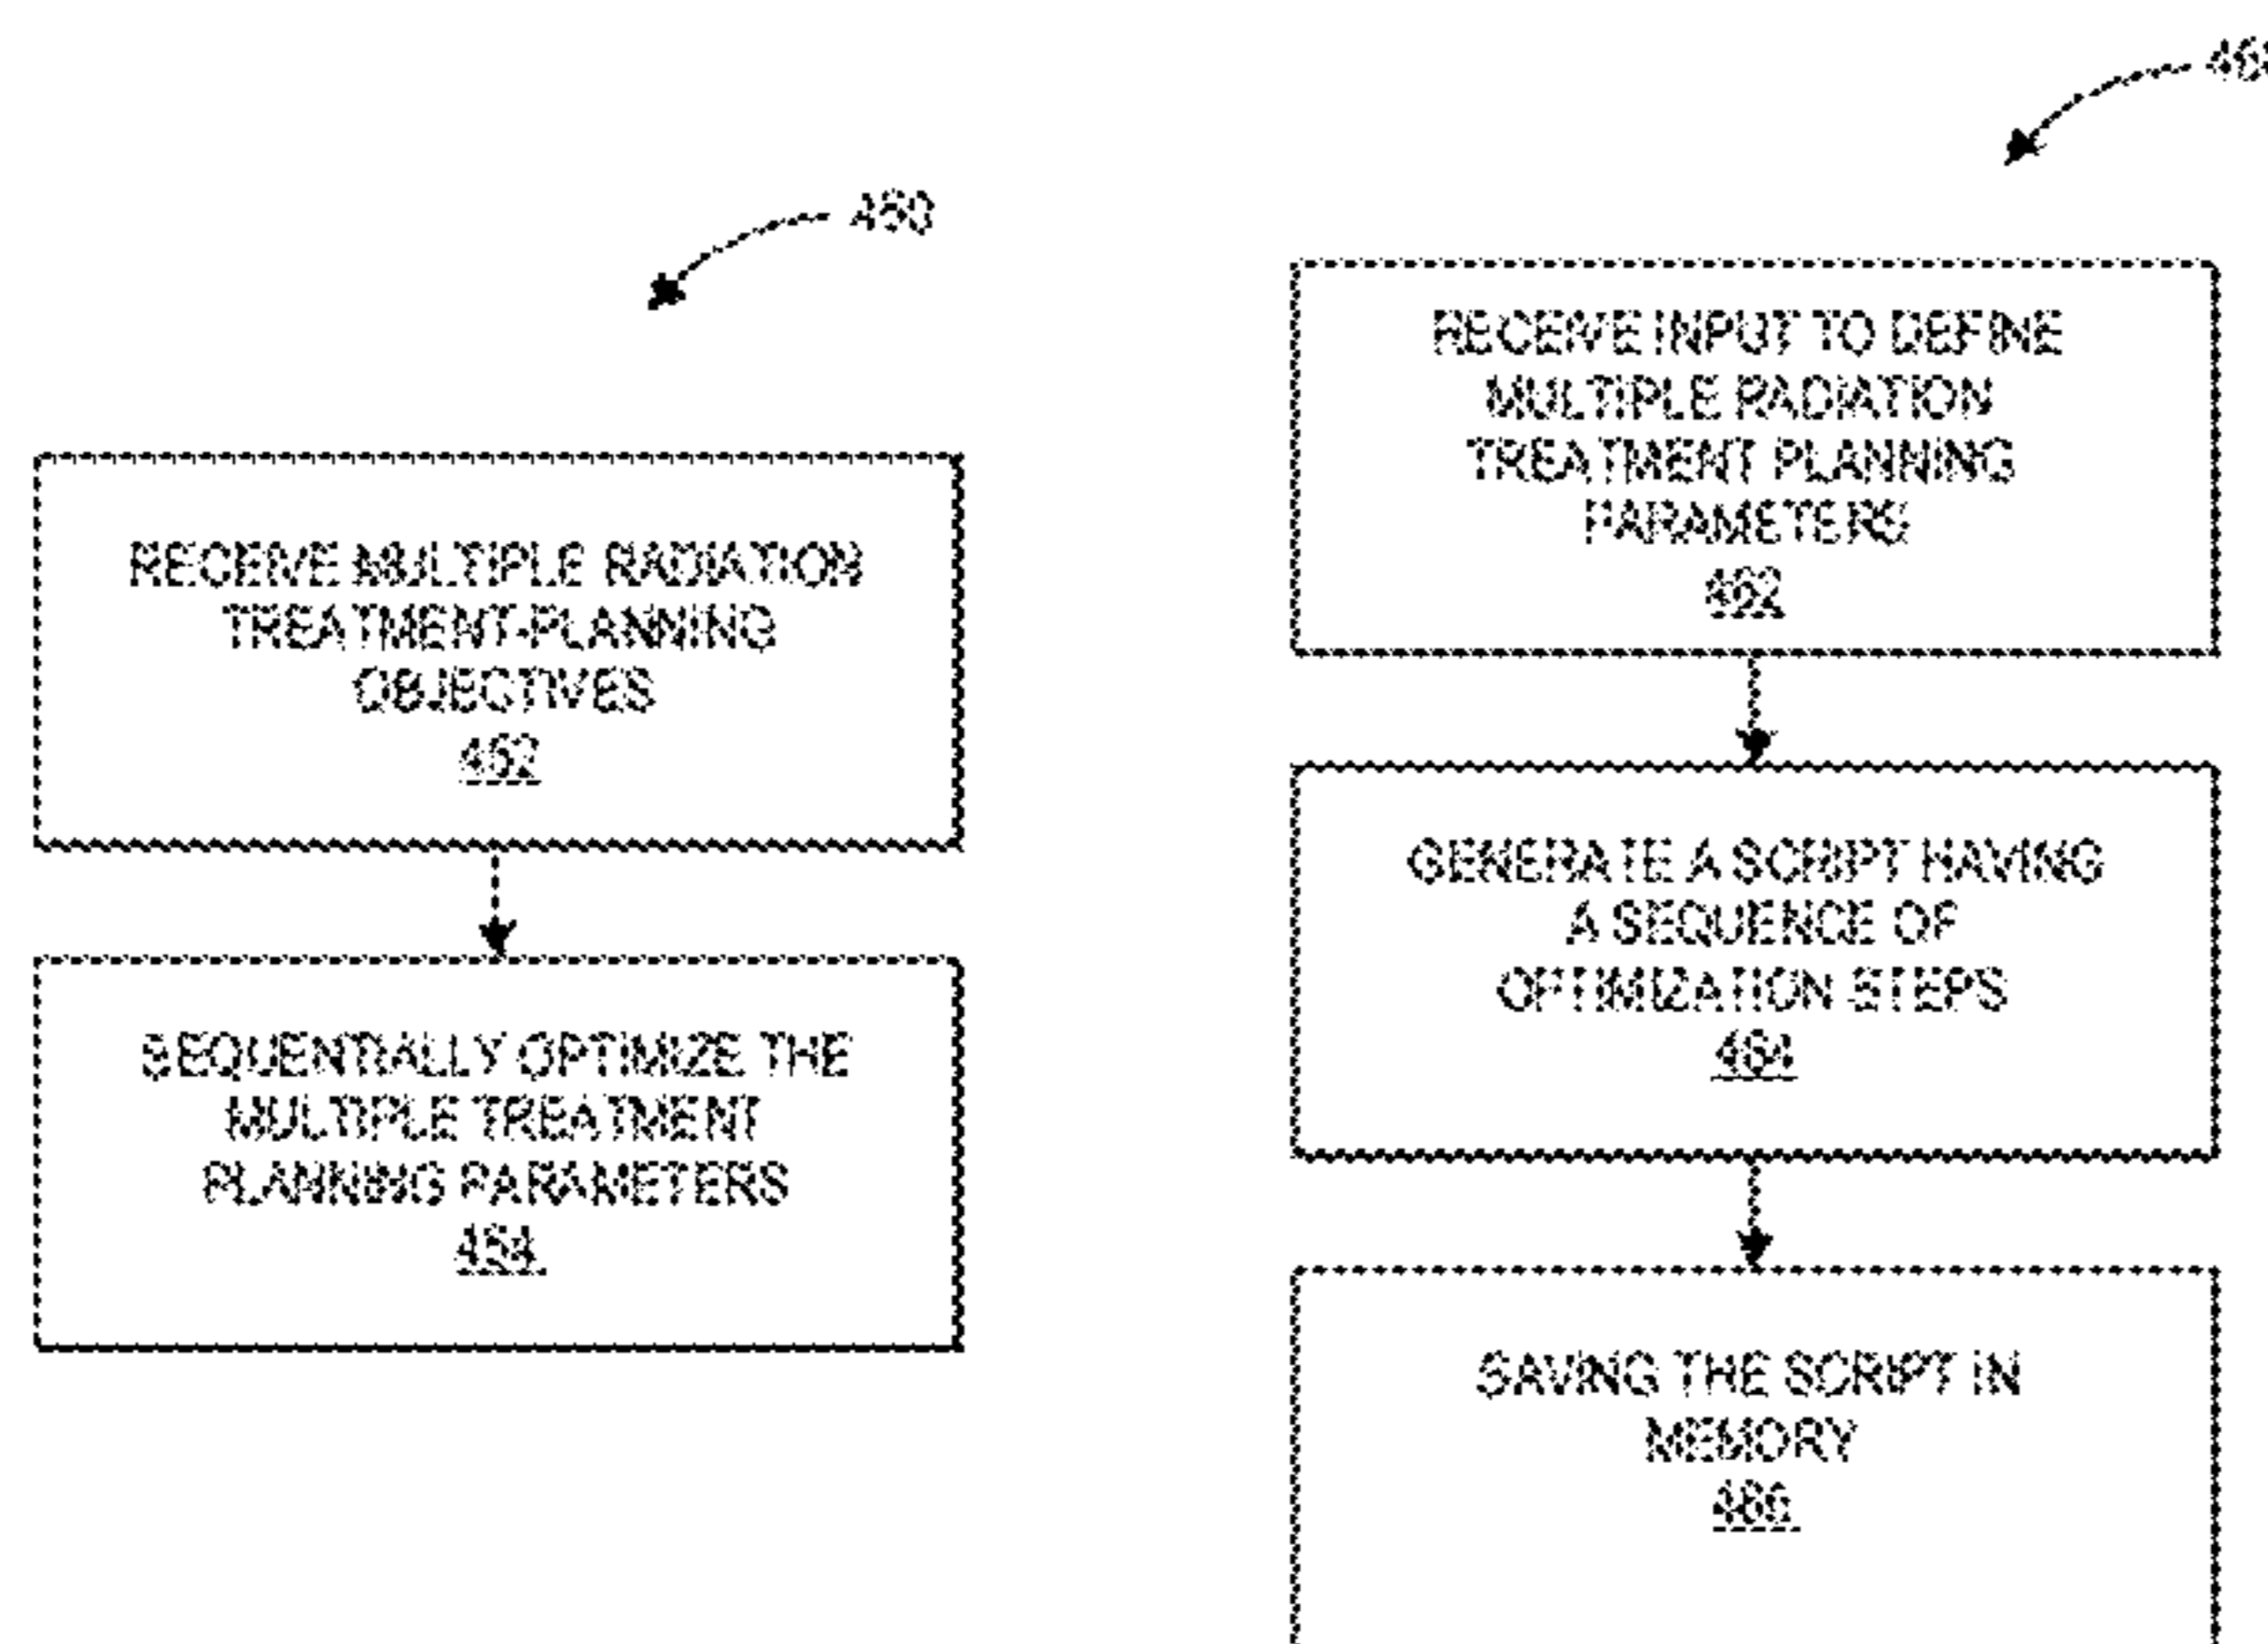 450
RECEIVE MULTIPLE RADIATION
TREATMENT-PLANNING
OBJECTIVES
452
SEQUENTIALLY OPTIMIZE THE
MULTIPLE TREATMENT
PLANNING PARAMETERS
454
RECEIVE INPUT TO DEFINE
MULTIPLE RADIATION
TREATMENT PLANNING
PARAMETERS
462
GENERATE A SCRIPT HAVING
A SEQUENCE OF
OPTIMIZATION STEPS
464
SAVING THE SCRIPT IN
MEMORY
466